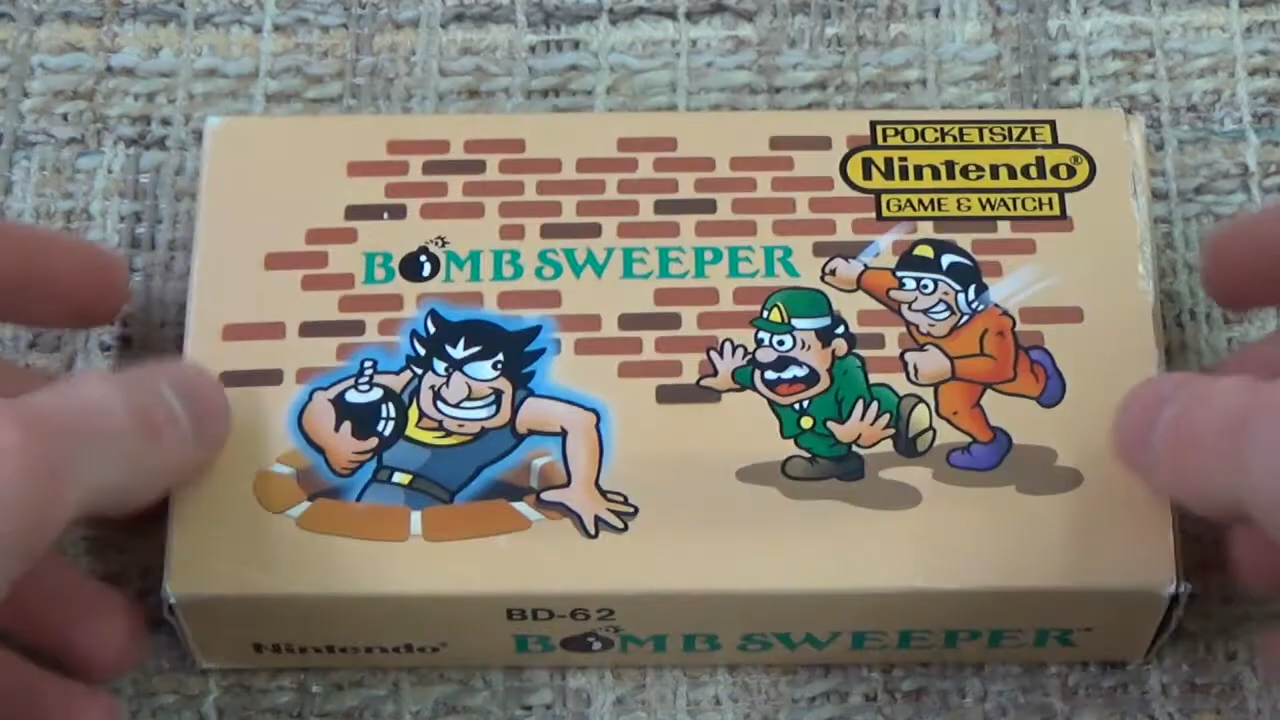 POCKETSIZE
Nintendo®
GAME & WATCH
BOMB SWEEPER
BD-62
Nintendo®
BOMB SWEEPER™